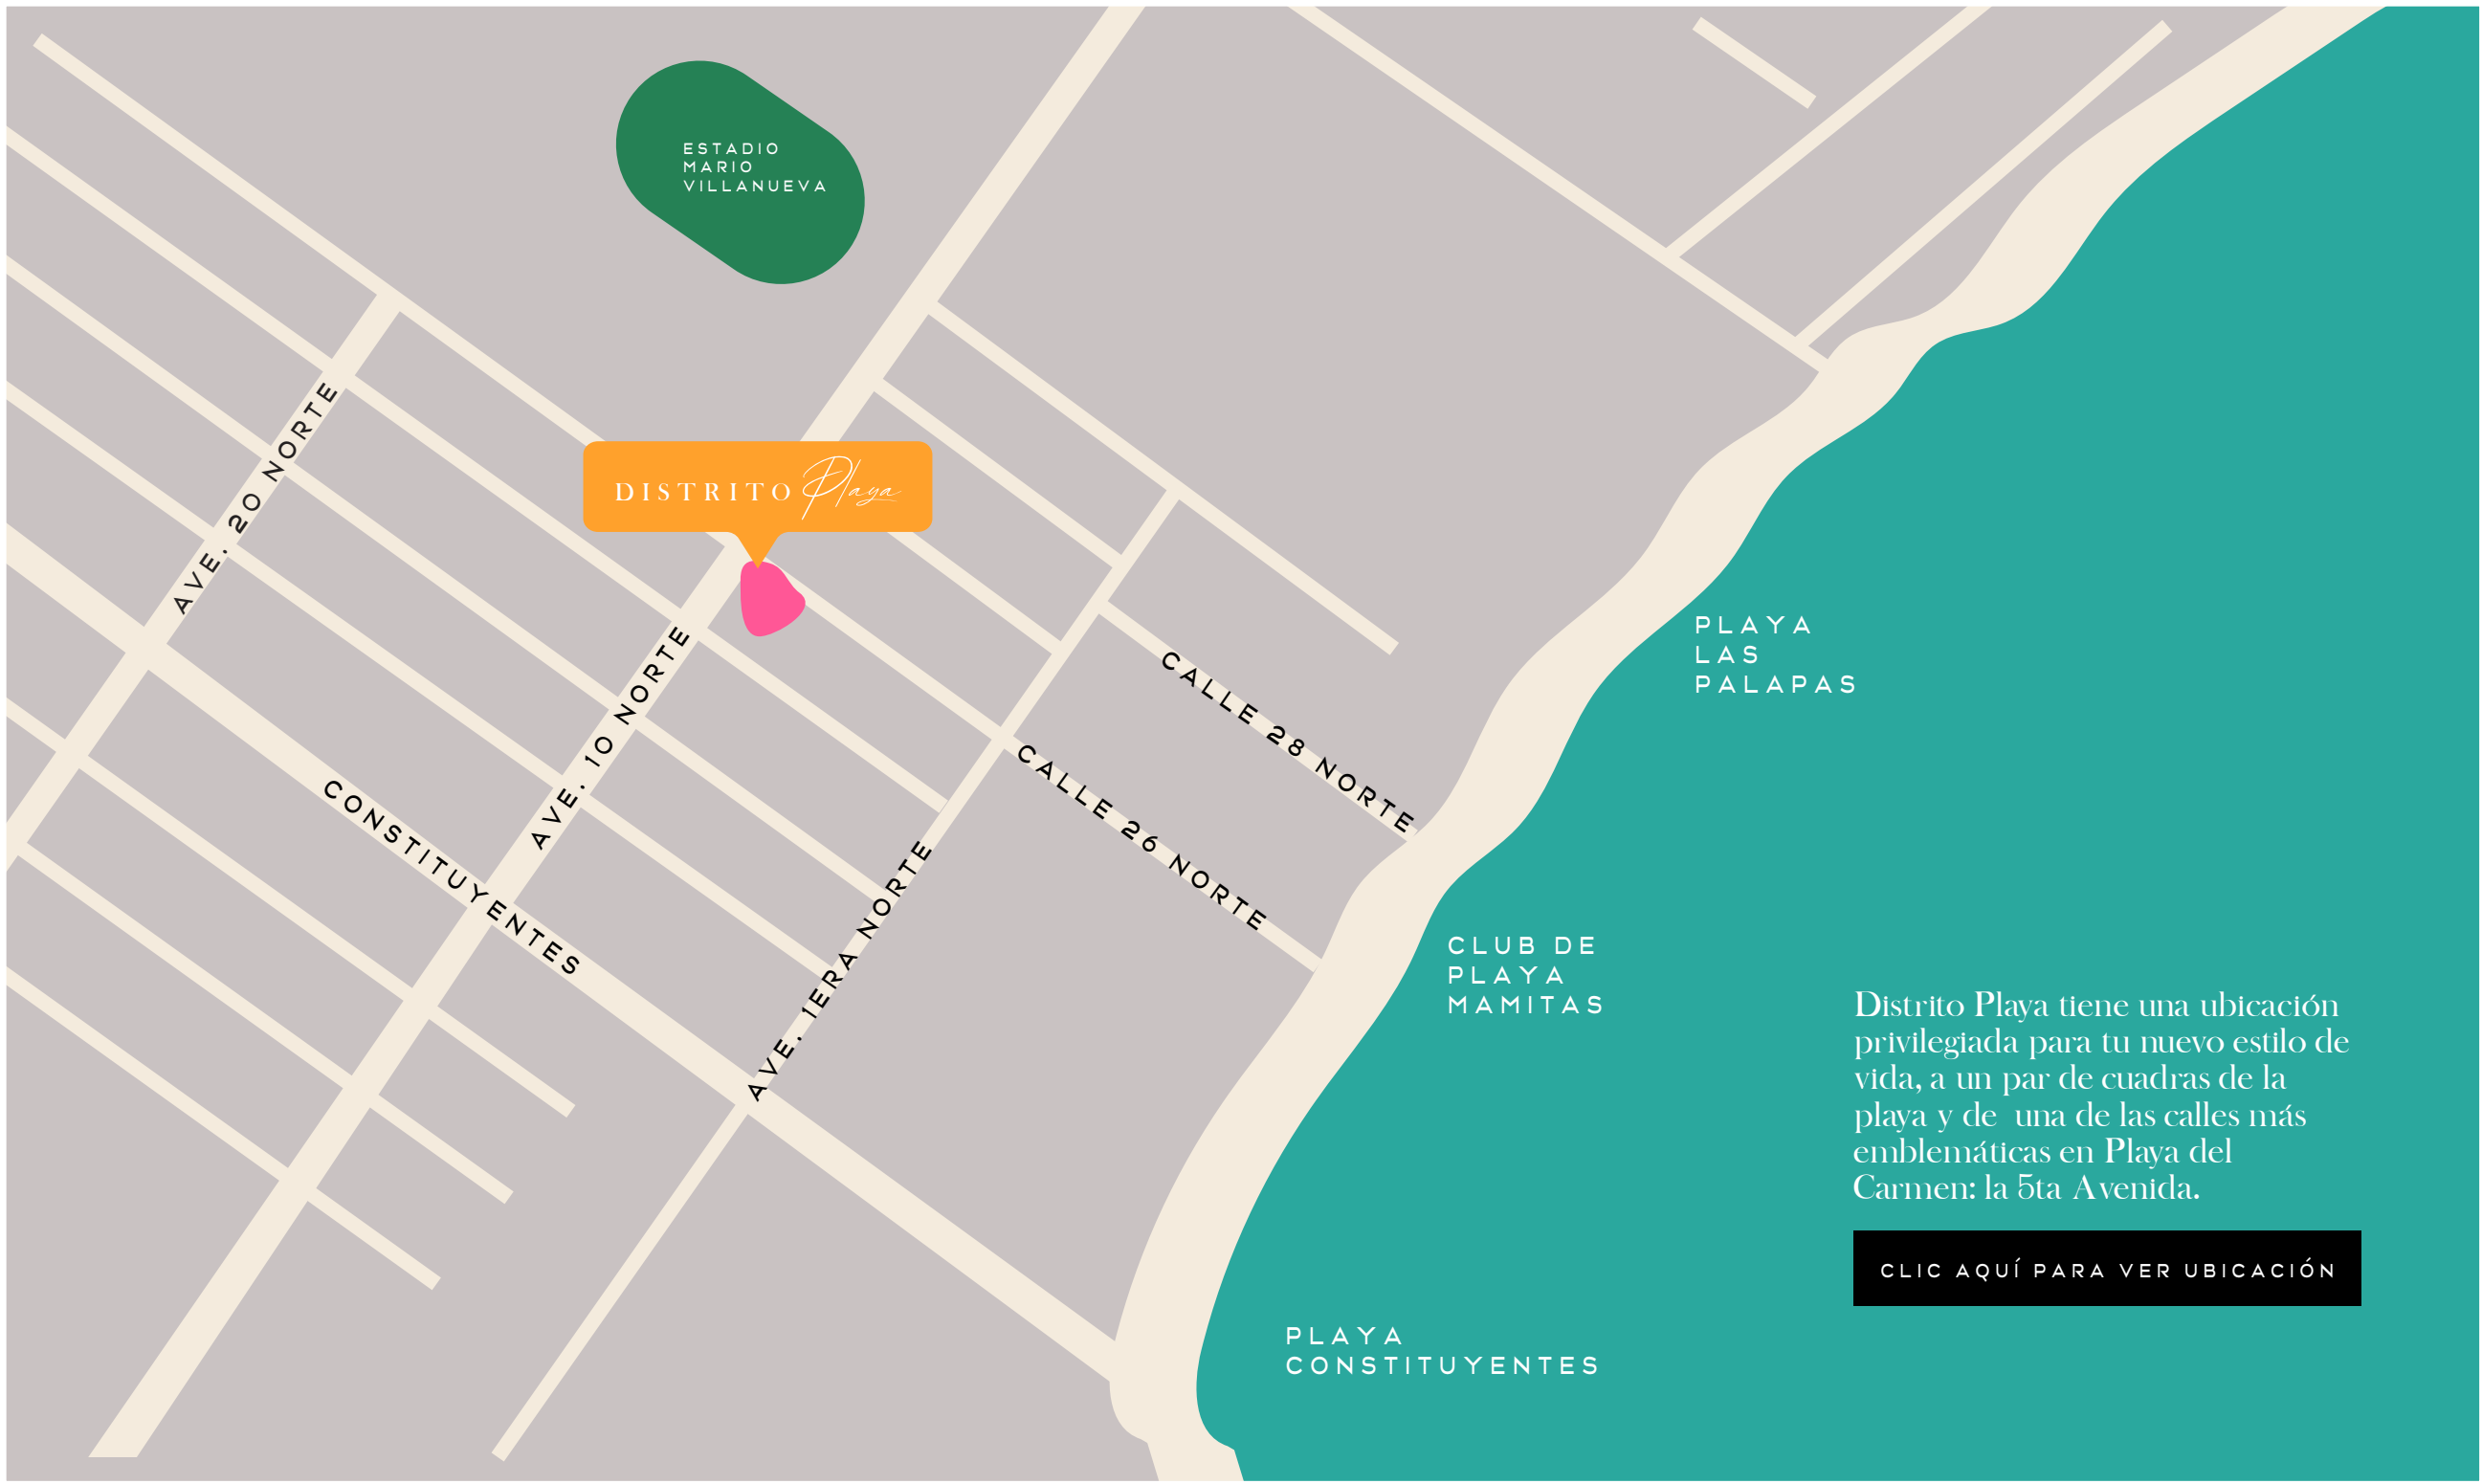 ESTADIO
MARIO
VILLANUEVA
AVE. 20 NORTE
DISTRITO Playa
AVE. 10 NORTE
CONSTITUYENTES
AVE. 1ERA NORTE
CALLE 28 NORTE
CALLE 26 NORTE
PLAYA
LAS
PALAPAS
CLUB DE
PLAYA
MAMITAS
PLAYA
CONSTITUYENTES
Distrito Playa tiene una ubicación
privilegiada para tu nuevo estilo de
vida, a un par de cuadras de la
playa y de  una de las calles más
emblemáticas en Playa del
Carmen: la 5ta Avenida.
CLIC AQUÍ PARA VER UBICACIÓN